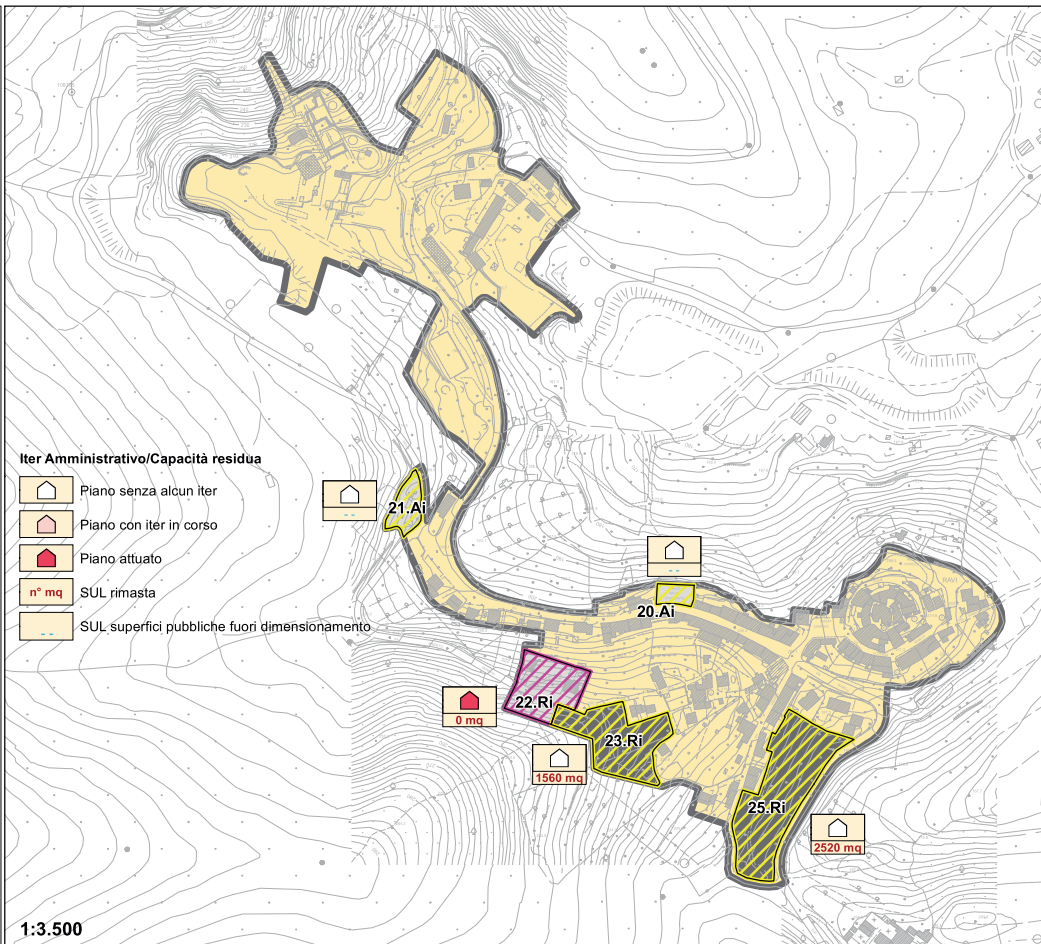 Iter Amministrativo/Capacità residua
Piano senza alcun iter
Piano con iter in corso
Piano attuato
n° mq SUL rimasta
-- SUL superfici pubbliche fuori dimensionamento
21.Ai
--
--
20.Ai
RAVI
22.Ri
0 mq
23.Ri
1560 mq
25.Ri
2520 mq
1:3.500